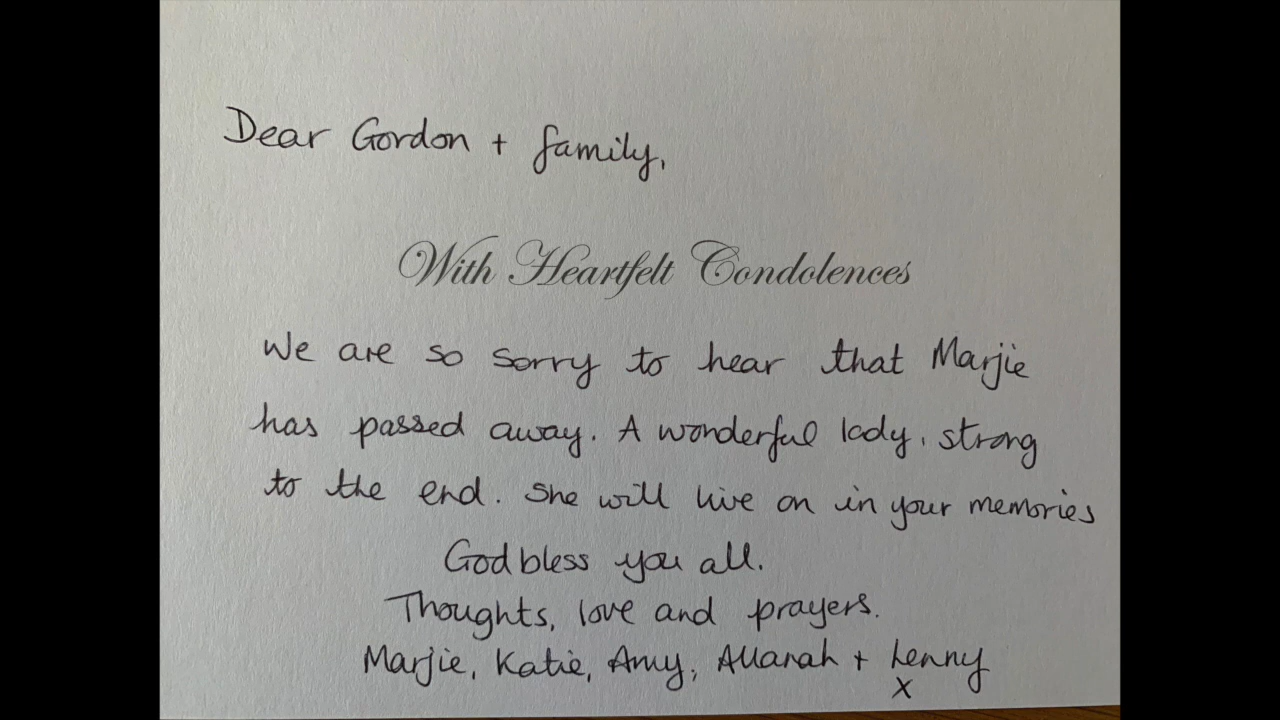 Dear Gordon + family,
With Heartfelt Condolences
We are so sorry to hear that Marjie
has passed away. A wonderful lady, strong
to the end. She will live on in your memories
God bless you all.
Thoughts, love and prayers.
Marjie, Katie, Amy, Allanah + Lenny
x